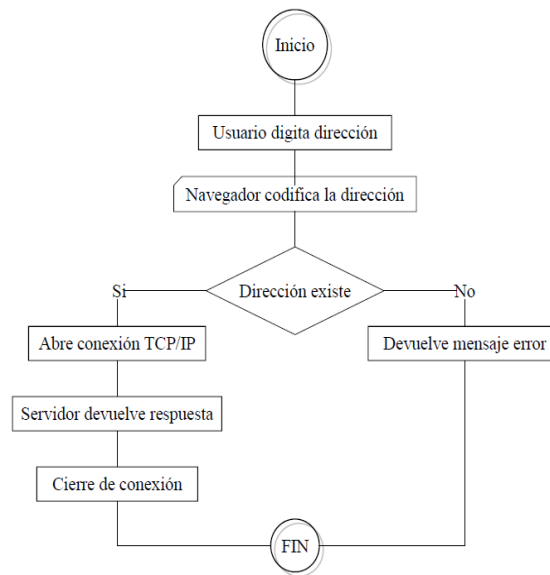 Inicio
Usuario digita dirección
Navegador codifica la dirección
Dirección existe
Si
No
Abre conexión TCP/IP
Devuelve mensaje error
Servidor devuelve respuesta
Cierre de conexión
FIN